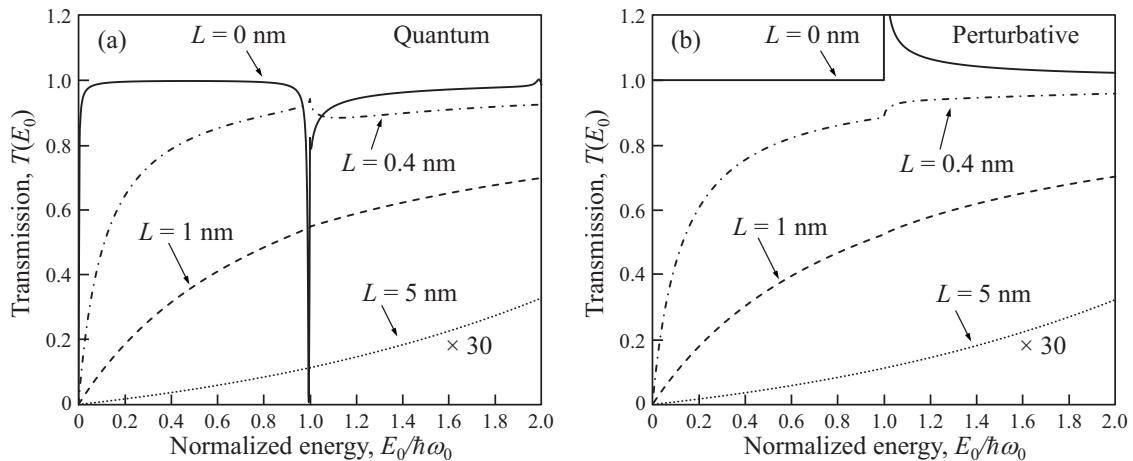 (a)
Quantum
L = 0 nm
L = 0.4 nm
L = 1 nm
L = 5 nm
× 30
1.2
1.0
0.8
0.6
0.4
0.2
0
Transmission, T(E₀)
0 0.2 0.4 0.6 0.8 1.0 1.2 1.4 1.6 1.8 2.0
Normalized energy, E₀/ħω₀
(b)
Perturbative
L = 0 nm
L = 0.4 nm
L = 1 nm
L = 5 nm
× 30
1.2
1.0
0.8
0.6
0.4
0.2
0
Transmission, T(E₀)
0 0.2 0.4 0.6 0.8 1.0 1.2 1.4 1.6 1.8 2.0
Normalized energy, E₀/ħω₀